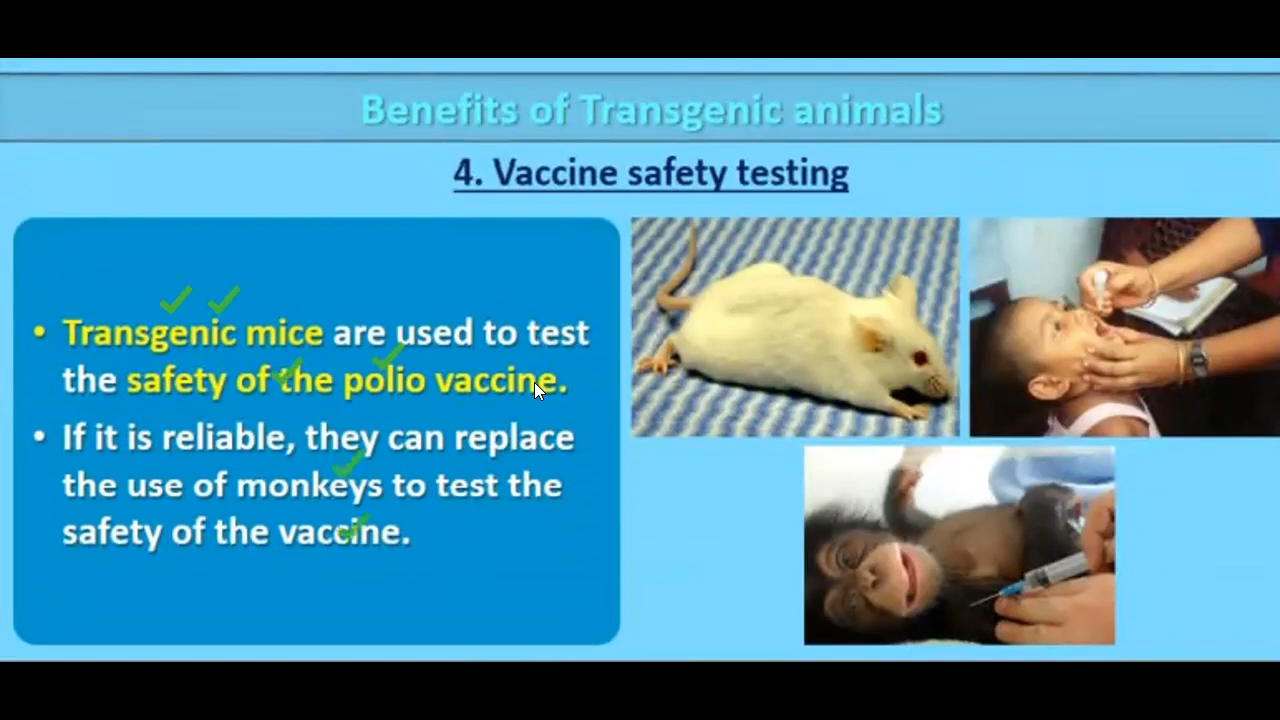 Benefits of Transgenic animals
4. Vaccine safety testing
• Transgenic mice are used to test
the safety of the polio vaccine.
• If it is reliable, they can replace
the use of monkeys to test the
safety of the vaccine.